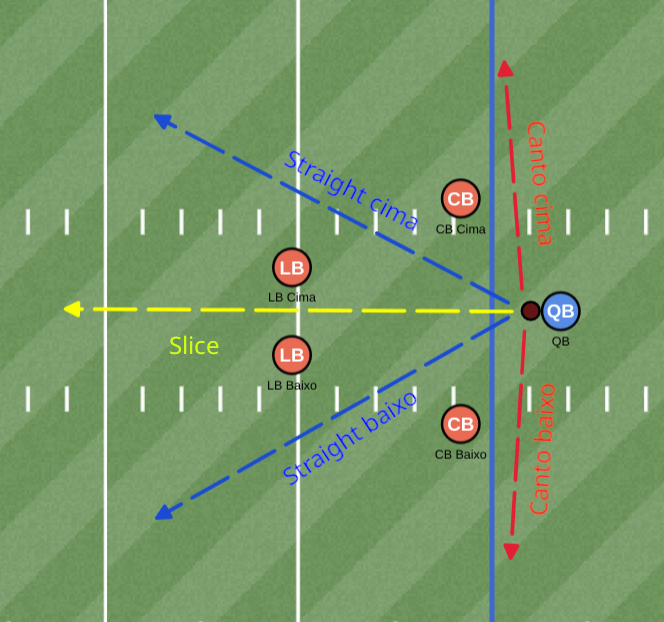 Canto cima
Straight cima
CB
CB Cima
LB
LB Cima
QB
QB
Slice
LB
LB Baixo
Straight baixo
Canto baixo
CB
CB Baixo